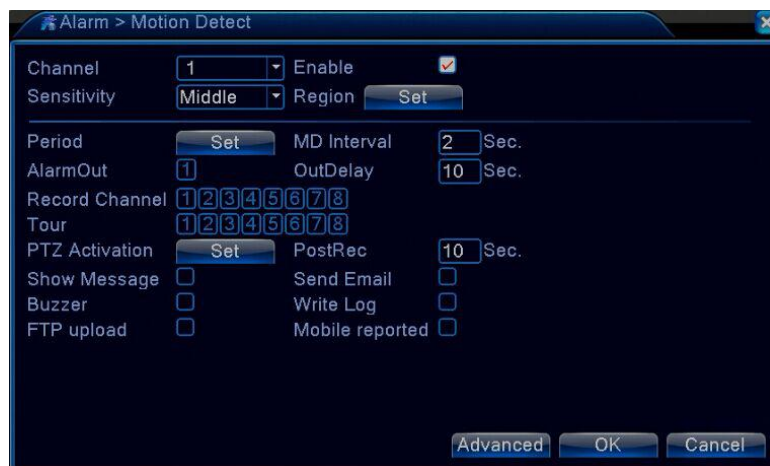 Alarm > Motion Detect
Channel 1 Enable
Sensitivity Middle Region Set
Period Set MD Interval 2 Sec.
AlarmOut 1 OutDelay 10 Sec.
Record Channel 1 2 3 4 5 6 7 8
Tour 1 2 3 4 5 6 7 8
PTZ Activation Set PostRec 10 Sec.
Show Message Send Email
Buzzer Write Log
FTP upload Mobile reported
Advanced OK Cancel